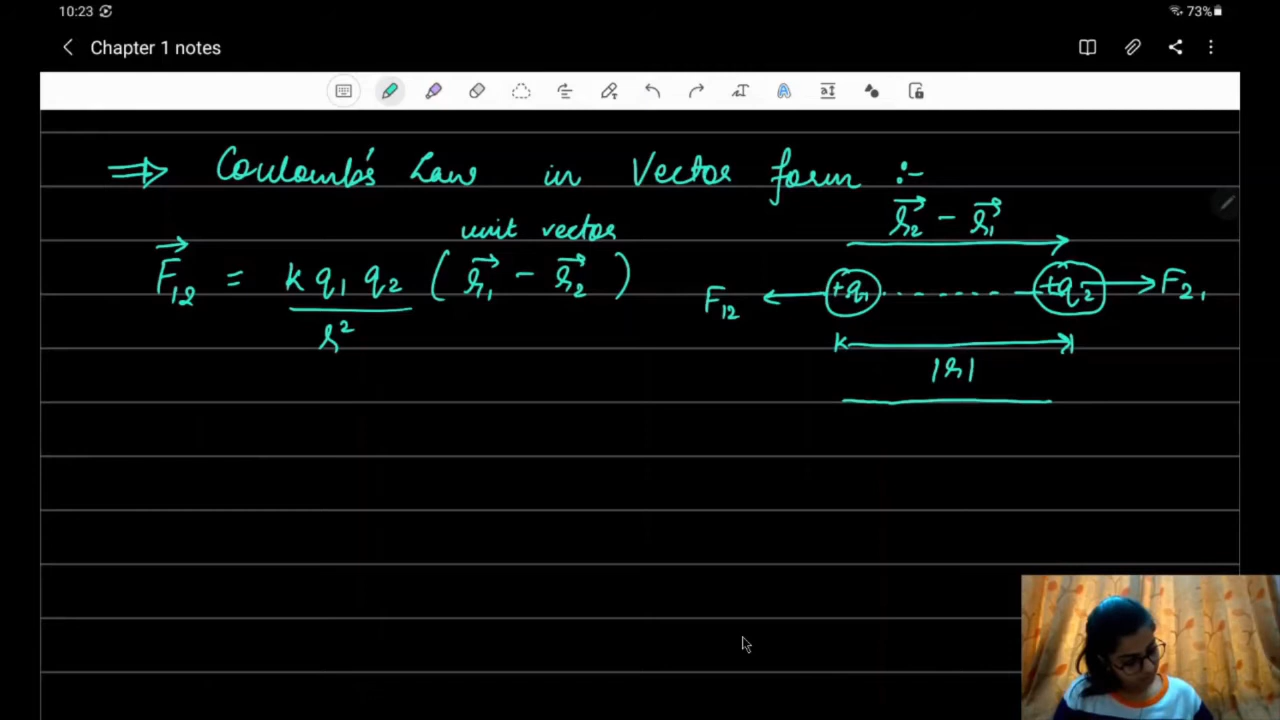 10:23
73%
Chapter 1 notes
⇒ Coulomb's Law in Vector form :-
unit vector
F⃗₁₂ = k q₁ q₂ / r² ( r⃗₁ - r⃗₂ )
r⃗₂ - r⃗₁
F₁₂ +q₁ +q₂ F₂₁
|r|